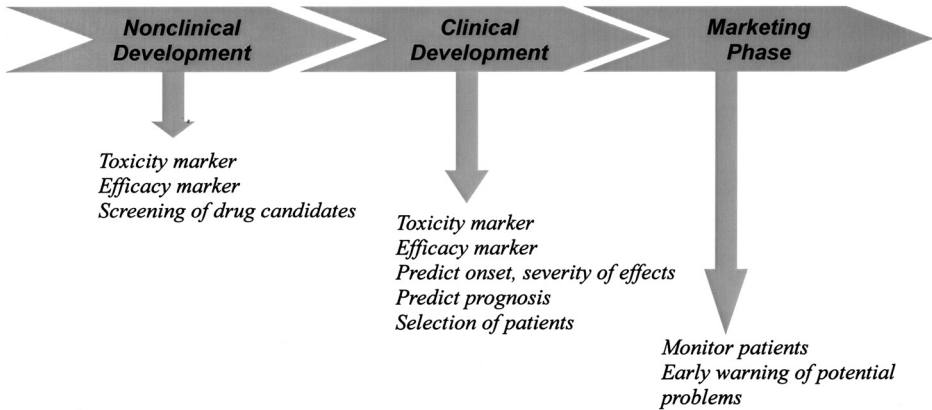 Nonclinical
Development
Clinical
Development
Marketing
Phase
Toxicity marker
Efficacy marker
Screening of drug candidates
Toxicity marker
Efficacy marker
Predict onset, severity of effects
Predict prognosis
Selection of patients
Monitor patients
Early warning of potential
problems